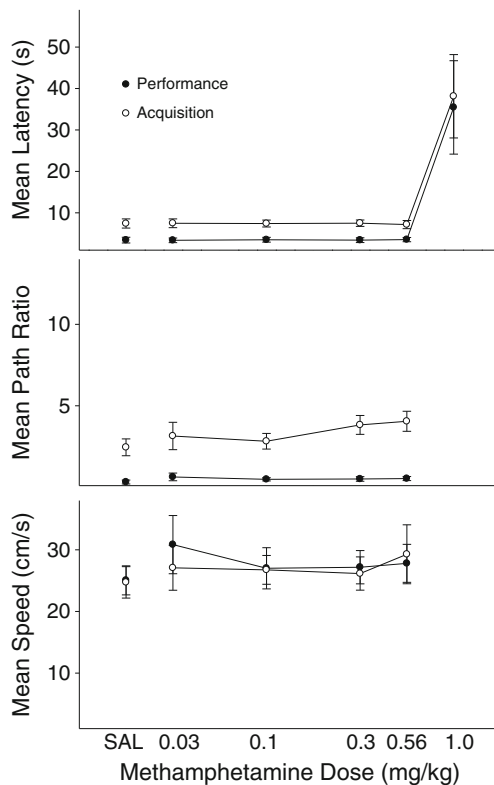 Mean Latency (s)
50
40
30
20
10
Performance
Acquisition
Mean Path Ratio
10
5
Mean Speed (cm/s)
30
20
10
SAL 0.03 0.1 0.3 0.56 1.0
Methamphetamine Dose (mg/kg)